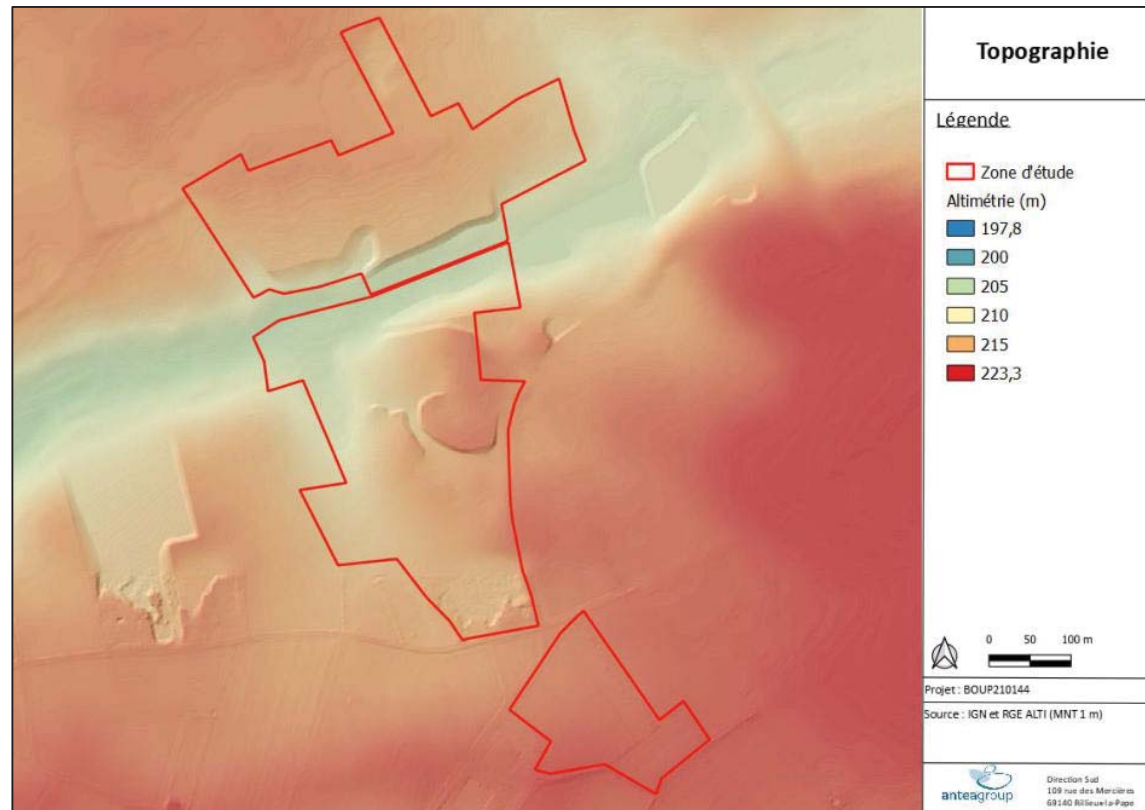 Topographie
Légende
Zone d'étude
Altimétrie (m)
197,8
200
205
210
215
223,3
0 50 100 m
Projet : BOUP210144
Source : IGN et RGE ALTI (MNT 1 m)
anteagroup
Direction Sud
109 rue des Mercières
69140 Rillieux-la-Pape